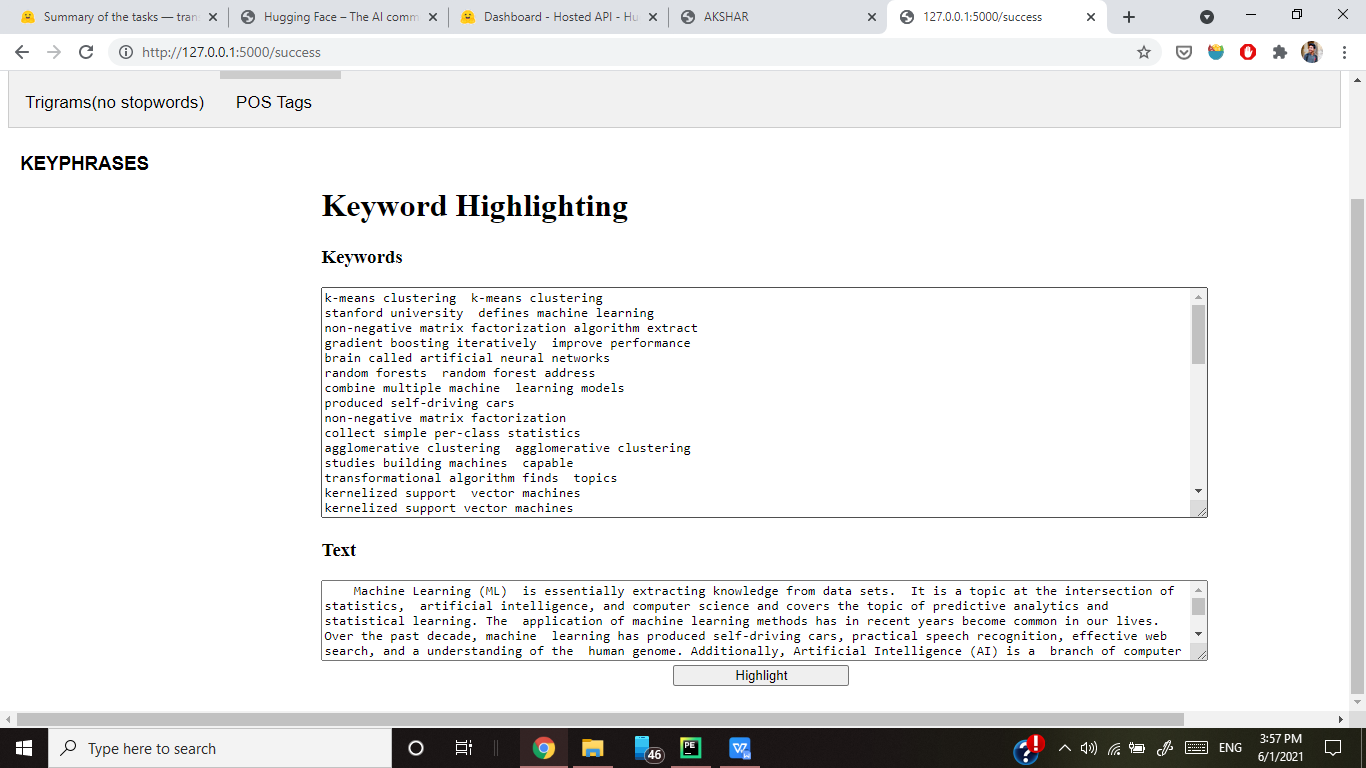 Summary of the tasks — tran
Hugging Face – The AI comm
Dashboard - Hosted API - Hu
AKSHAR
127.0.0.1:5000/success
http://127.0.0.1:5000/success
Trigrams(no stopwords) POS Tags
KEYPHRASES
Keyword Highlighting
Keywords
k-means clustering  k-means clustering
stanford university  defines machine learning
non-negative matrix factorization algorithm extract
gradient boosting iteratively  improve performance
brain called artificial neural networks
random forests  random forest address
combine multiple machine  learning models
produced self-driving cars
non-negative matrix factorization
collect simple per-class statistics
agglomerative clustering  agglomerative clustering
studies building machines  capable
transformational algorithm finds  topics
kernelized support  vector machines
kernelized support vector machines
Text
Machine Learning (ML)  is essentially extracting knowledge from data sets.  It is a topic at the intersection of
statistics,  artificial intelligence, and computer science and covers the topic of predictive analytics and
statistical learning. The  application of machine learning methods has in recent years become common in our lives.
Over the past decade, machine  learning has produced self-driving cars, practical speech recognition, effective web
search, and a understanding of the  human genome. Additionally, Artificial Intelligence (AI) is a  branch of computer
Highlight
Type here to search
46
PE
ENG
3:57 PM
6/1/2021